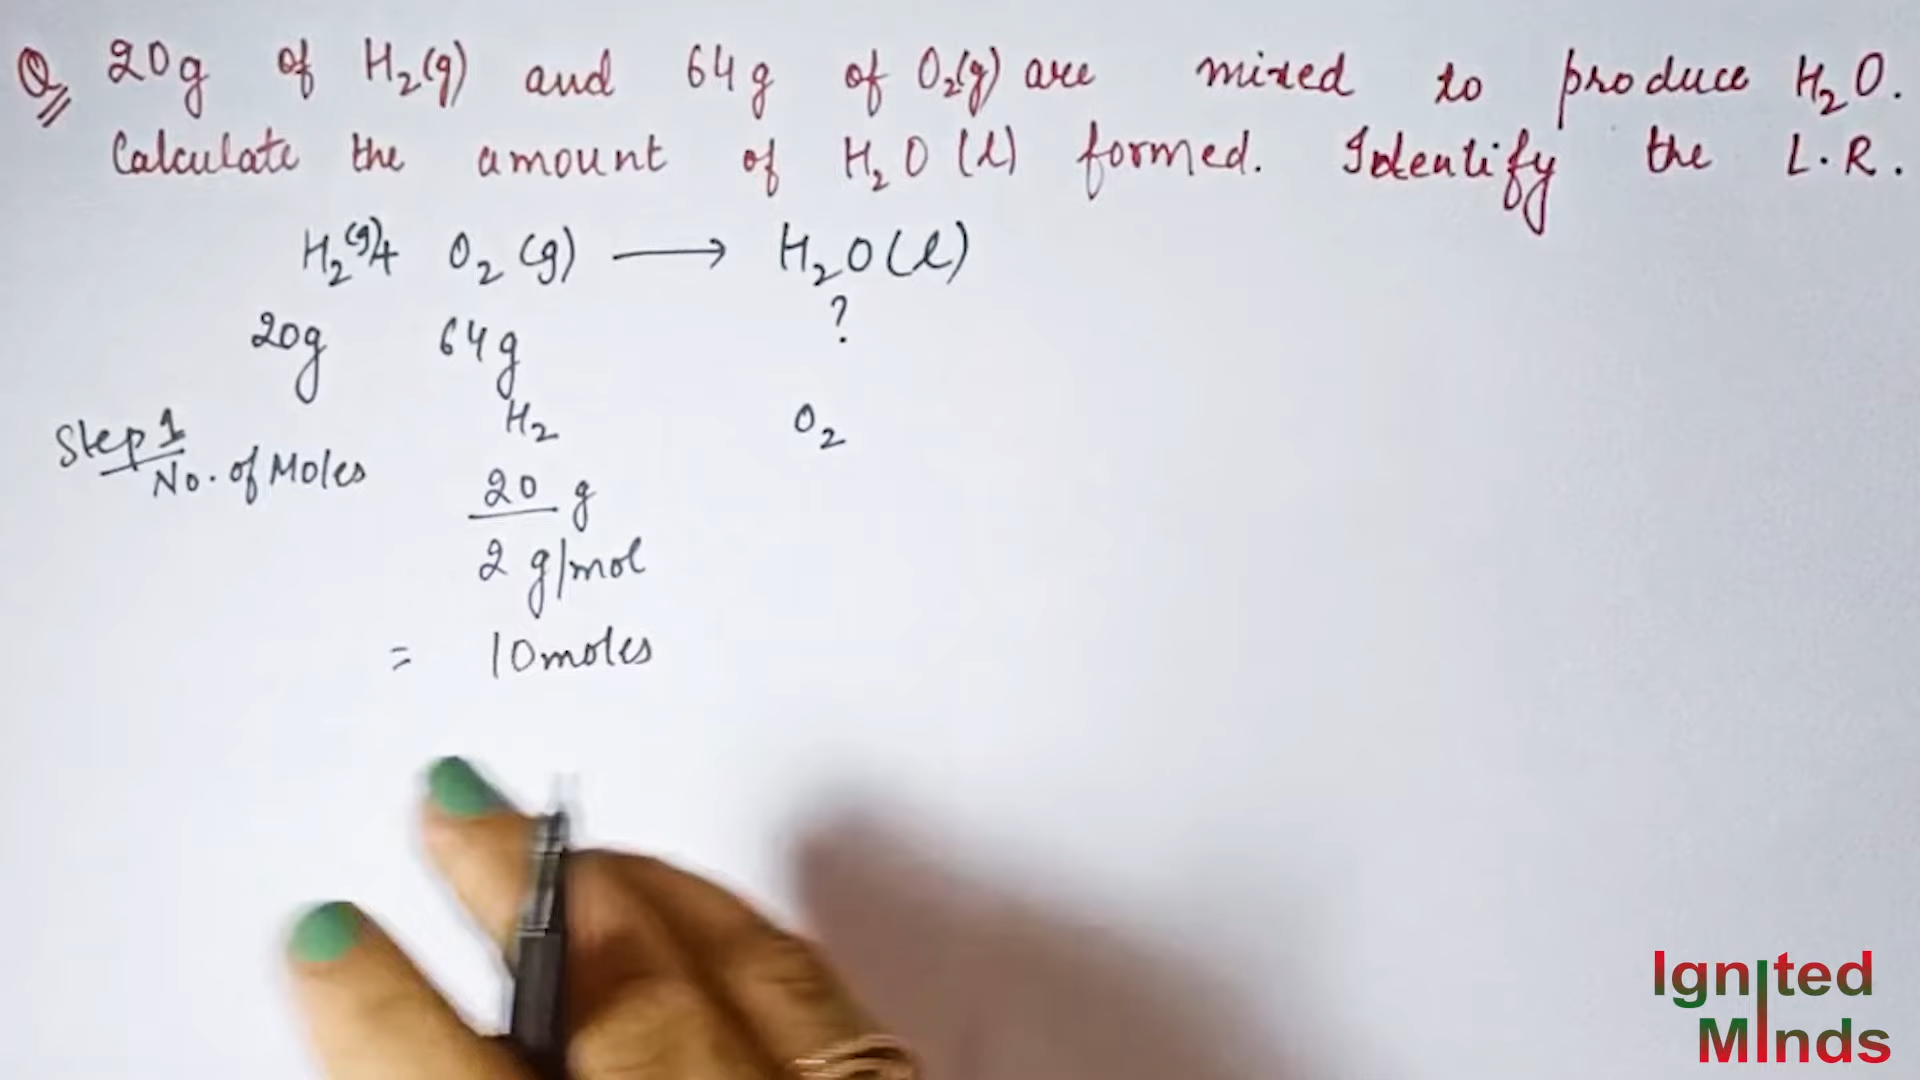 Q 20g of H₂(g) and 64g of O₂(g) are mixed to produce H₂O.
Calculate the amount of H₂O (l) formed. Identify the L.R.
H₂(g) + O₂(g) ⟶ H₂O(l)
20g 64g ?
Step 1 H₂ O₂
No. of Moles 20 g
2 g/mol
= 10moles
Ignited
Minds